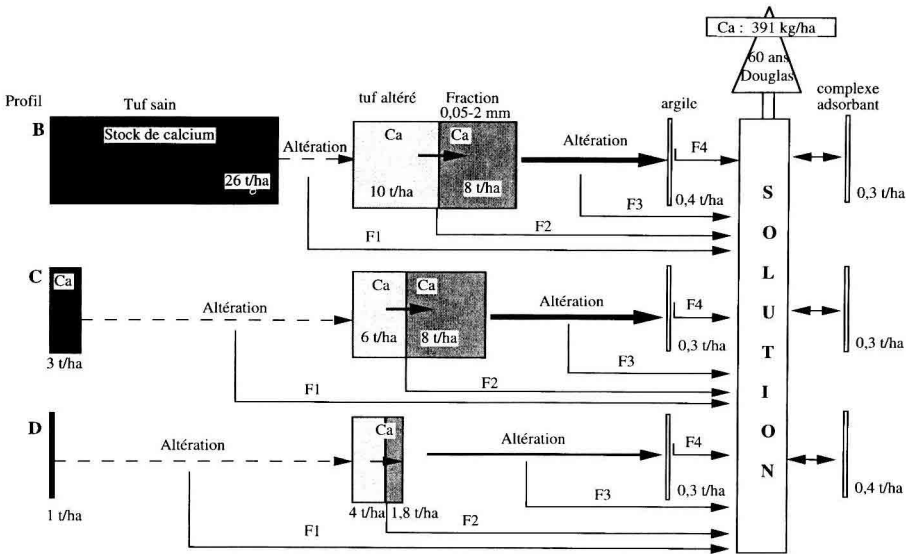 Ca : 391 kg/ha
60 ans
Douglas
complexe
adsorbant
Profil
Tuf sain
tuf altéré
Fraction
0,05-2 mm
argile
B
Stock de calcium
26 t/ha
Altération
Ca
10 t/ha
Ca
8 t/ha
Altération
F4
0,4 t/ha
0,3 t/ha
F3
F2
F1
SOLUTION
C
Ca
3 t/ha
Altération
Ca
6 t/ha
Ca
8 t/ha
Altération
F4
0,3 t/ha
0,3 t/ha
F3
F2
F1
D
1 t/ha
Altération
Ca
4 t/ha
1,8 t/ha
Altération
F4
0,3 t/ha
0,4 t/ha
F3
F2
F1